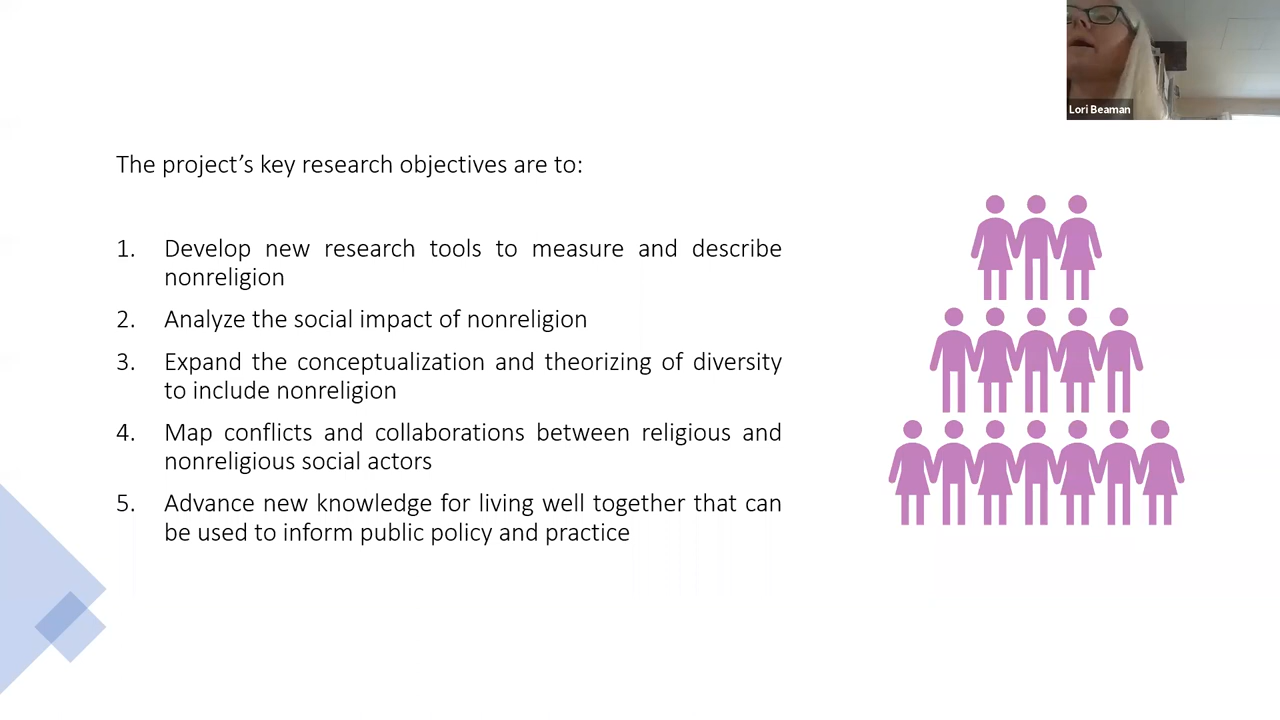 Lori Beaman
The project's key research objectives are to:
1. Develop new research tools to measure and describe
nonreligion
2. Analyze the social impact of nonreligion
3. Expand the conceptualization and theorizing of diversity
to include nonreligion
4. Map conflicts and collaborations between religious and
nonreligious social actors
5. Advance new knowledge for living well together that can
be used to inform public policy and practice